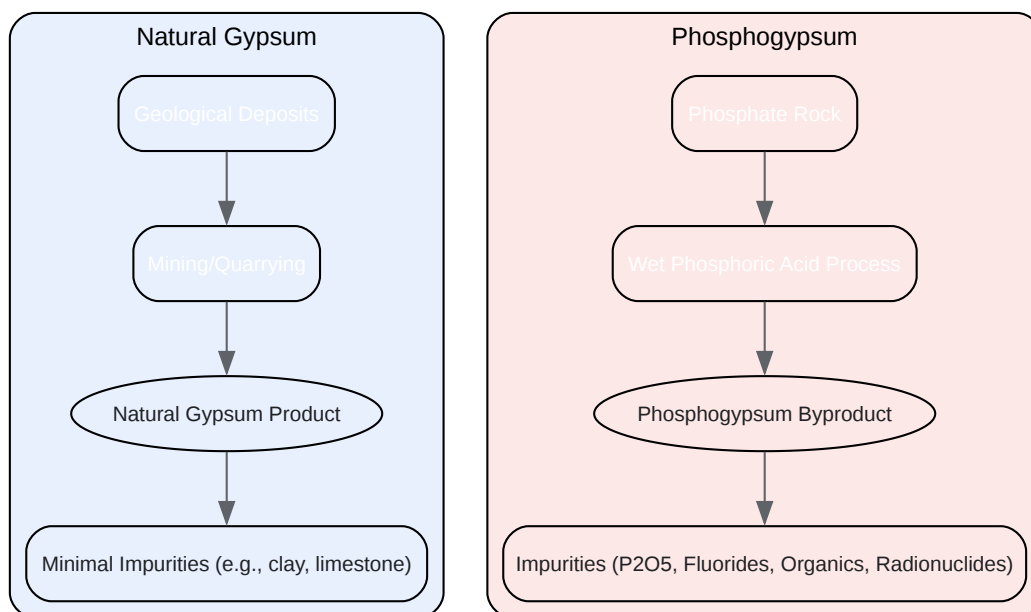 Natural Gypsum
Geological Deposits
Mining/Quarrying
Natural Gypsum Product
Minimal Impurities (e.g., clay, limestone)
Phosphogypsum
Phosphate Rock
Wet Phosphoric Acid Process
Phosphogypsum Byproduct
Impurities (P2O5, Fluorides, Organics, Radionuclides)